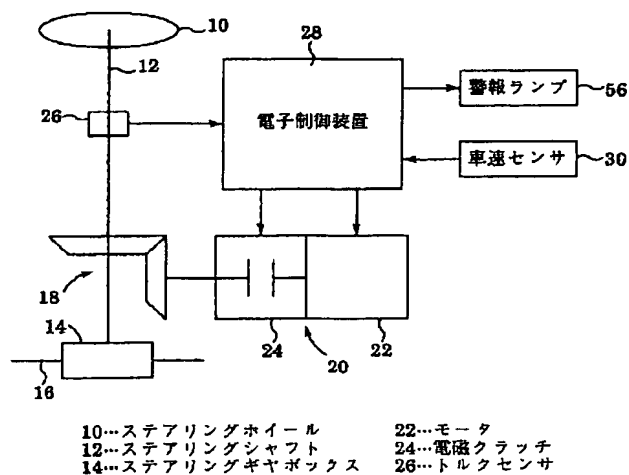 10
12
28
26
電子制御装置
警報ランプ
56
車速センサ
30
18
14
24
20
22
16
10…ステアリングホイール
12…ステアリングシャフト
14…ステアリングギヤボックス
22…モータ
24…電磁クラッチ
26…トルクセンサ